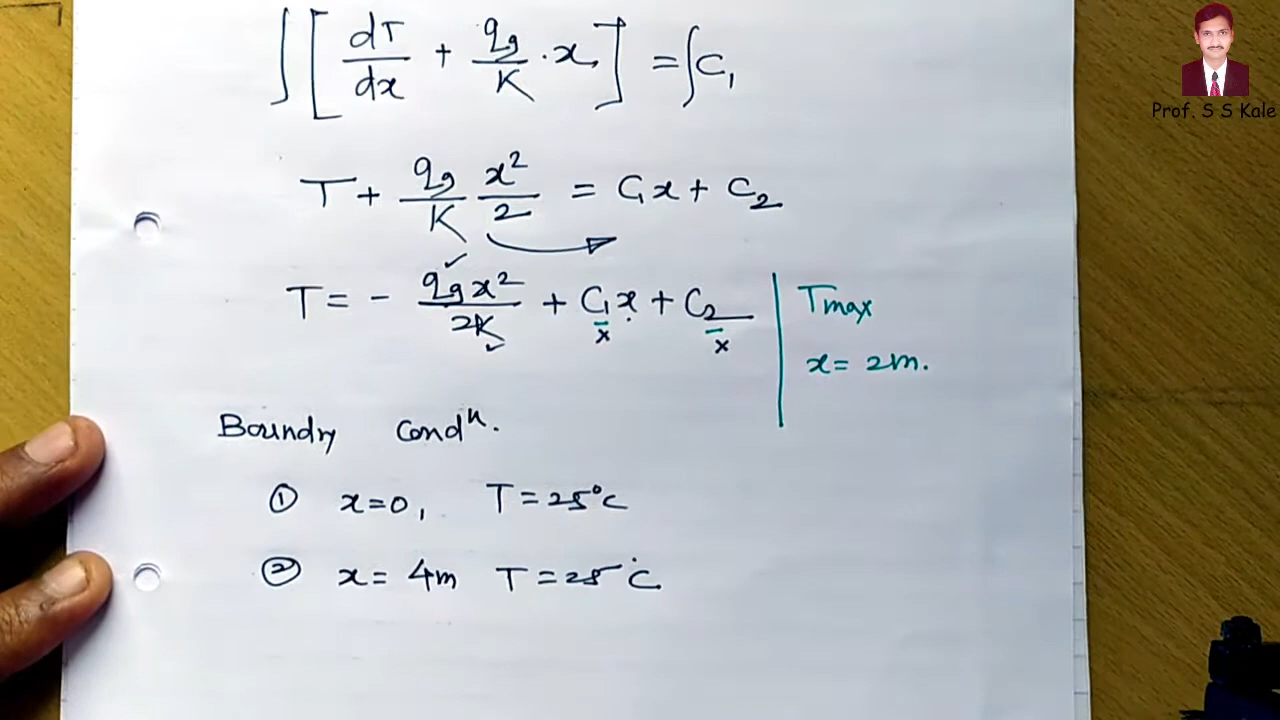 ∫ [ dT/dx + qg/K · x ] = ∫ C₁
Prof. S S Kale
T + qg/K x²/2 = C₁x + C₂
T = - qg x²/2K + C₁x + C₂
x x
Tmax
x = 2m.
Boundry condⁿ.
① x=0, T = 25°C
② x = 4m T = 25°C